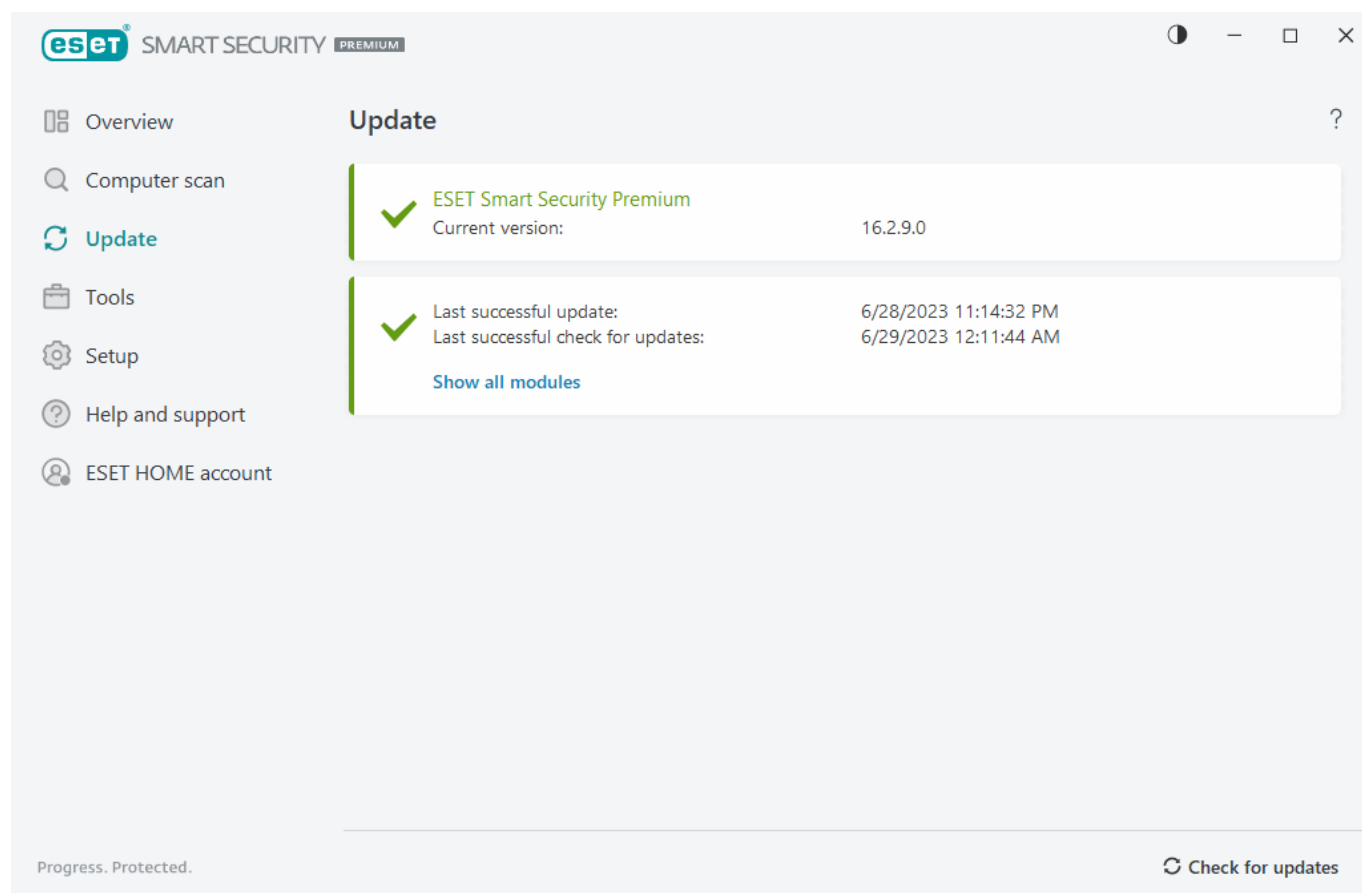 eset® SMART SECURITY PREMIUM
Overview
Computer scan
Update
Tools
Setup
Help and support
ESET HOME account
Update
?
ESET Smart Security Premium
Current version: 16.2.9.0
Last successful update: 6/28/2023 11:14:32 PM
Last successful check for updates: 6/29/2023 12:11:44 AM
Show all modules
Progress. Protected.
Check for updates